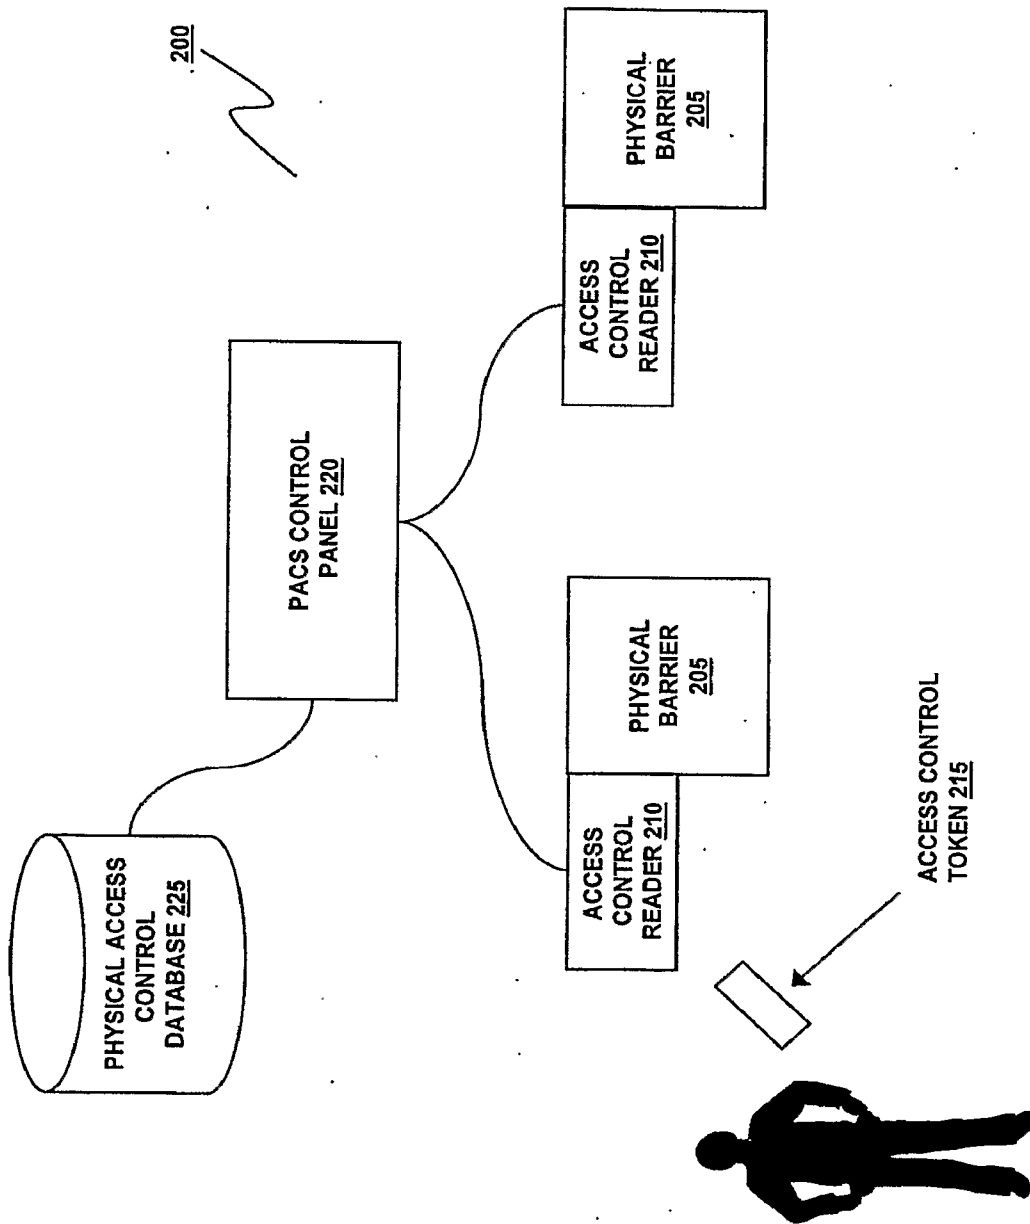 200
PHYSICAL ACCESS
CONTROL
DATABASE 225
PACS CONTROL
PANEL 220
ACCESS
CONTROL
READER 210
PHYSICAL
BARRIER
205
ACCESS
CONTROL
READER 210
PHYSICAL
BARRIER
205
ACCESS CONTROL
TOKEN 215